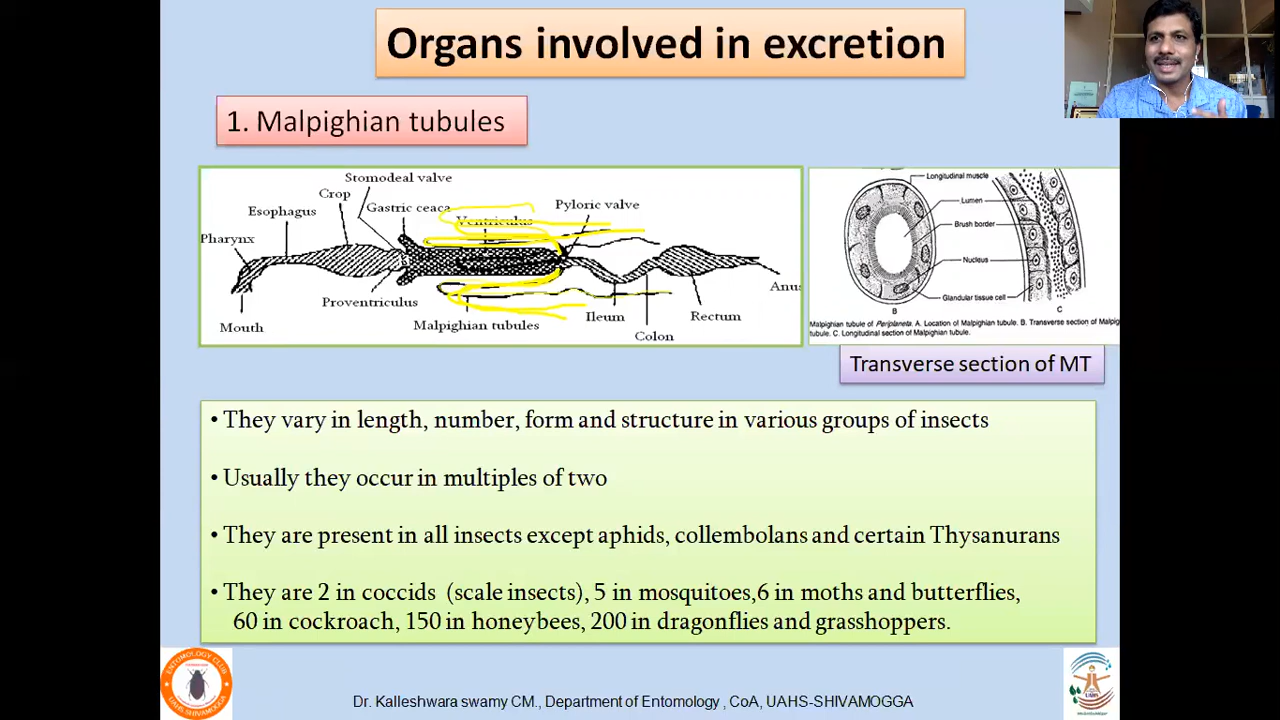 Organs involved in excretion
1. Malpighian tubules
Stomodeal valve
Crop
Gastric ceaca
Pyloric valve
Esophagus
Ventriculus
Pharynx
Anus
Proventriculus
Mouth
Malpighian tubules
Ileum
Rectum
Colon
Longitudinal muscle
Lumen
Brush border
Nucleus
Glandular tissue cell
B
C
Malpighian tubule of Periplaneta. A. Location of Malpighian tubule. B. Transverse section of Malpig
tubule. C. Longitudinal section of Malpighian tubule.
Transverse section of MT
• They vary in length, number, form and structure in various groups of insects
• Usually they occur in multiples of two
• They are present in all insects except aphids, collembolans and certain Thysanurans
• They are 2 in coccids (scale insects), 5 in mosquitoes,6 in moths and butterflies,
60 in cockroach, 150 in honeybees, 200 in dragonflies and grasshoppers.
ENTOMOLOGY CLUB
UAHS-SHIVAMOGGA
Dr. Kalleshwara swamy CM., Department of Entomology , CoA, UAHS-SHIVAMOOGA
UAHS